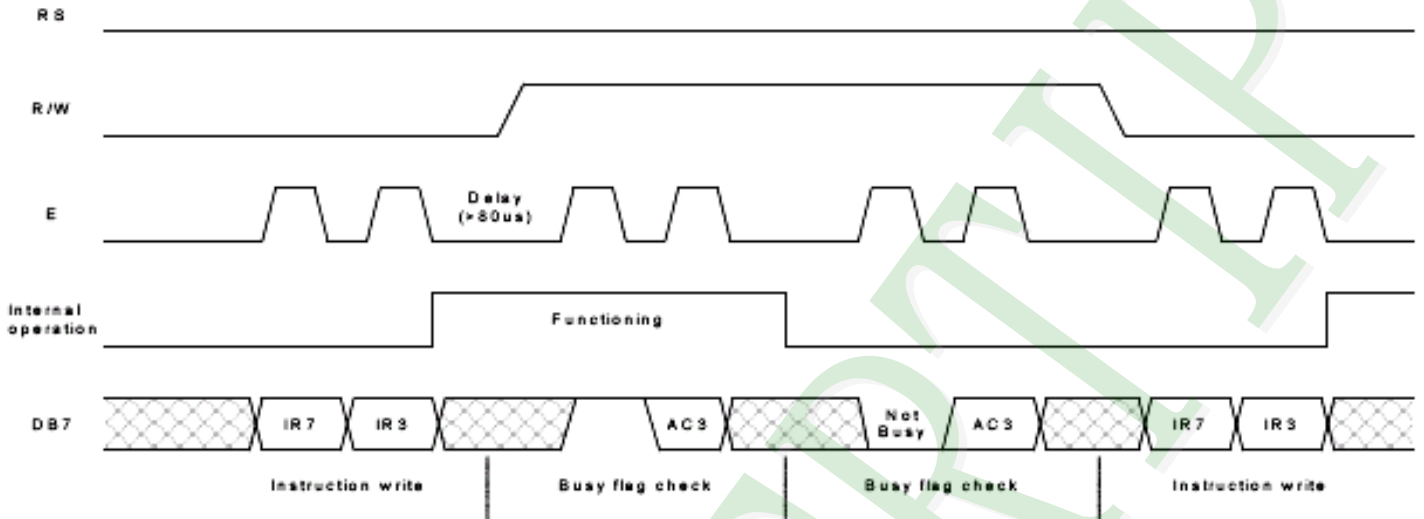 RS
R/W
E
Delay
(>80us)
Internal
operation
Functioning
DB7
IR7
IR3
AC3
Not
Busy
AC3
IR7
IR3
Instruction write
Busy flag check
Busy flag check
Instruction write